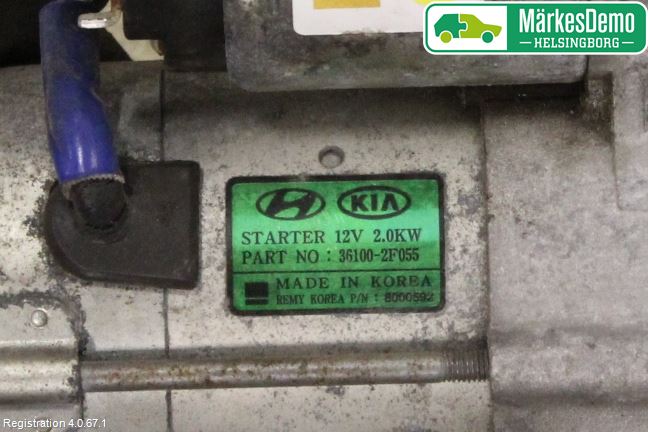 MärkesDemo
HELSINGBORG
KIA
STARTER 12V 2.0KW
PART NO : 36100-2F055
MADE IN KOREA
REMY KOREA P/N : 8000592
Registration 4.0.67.1